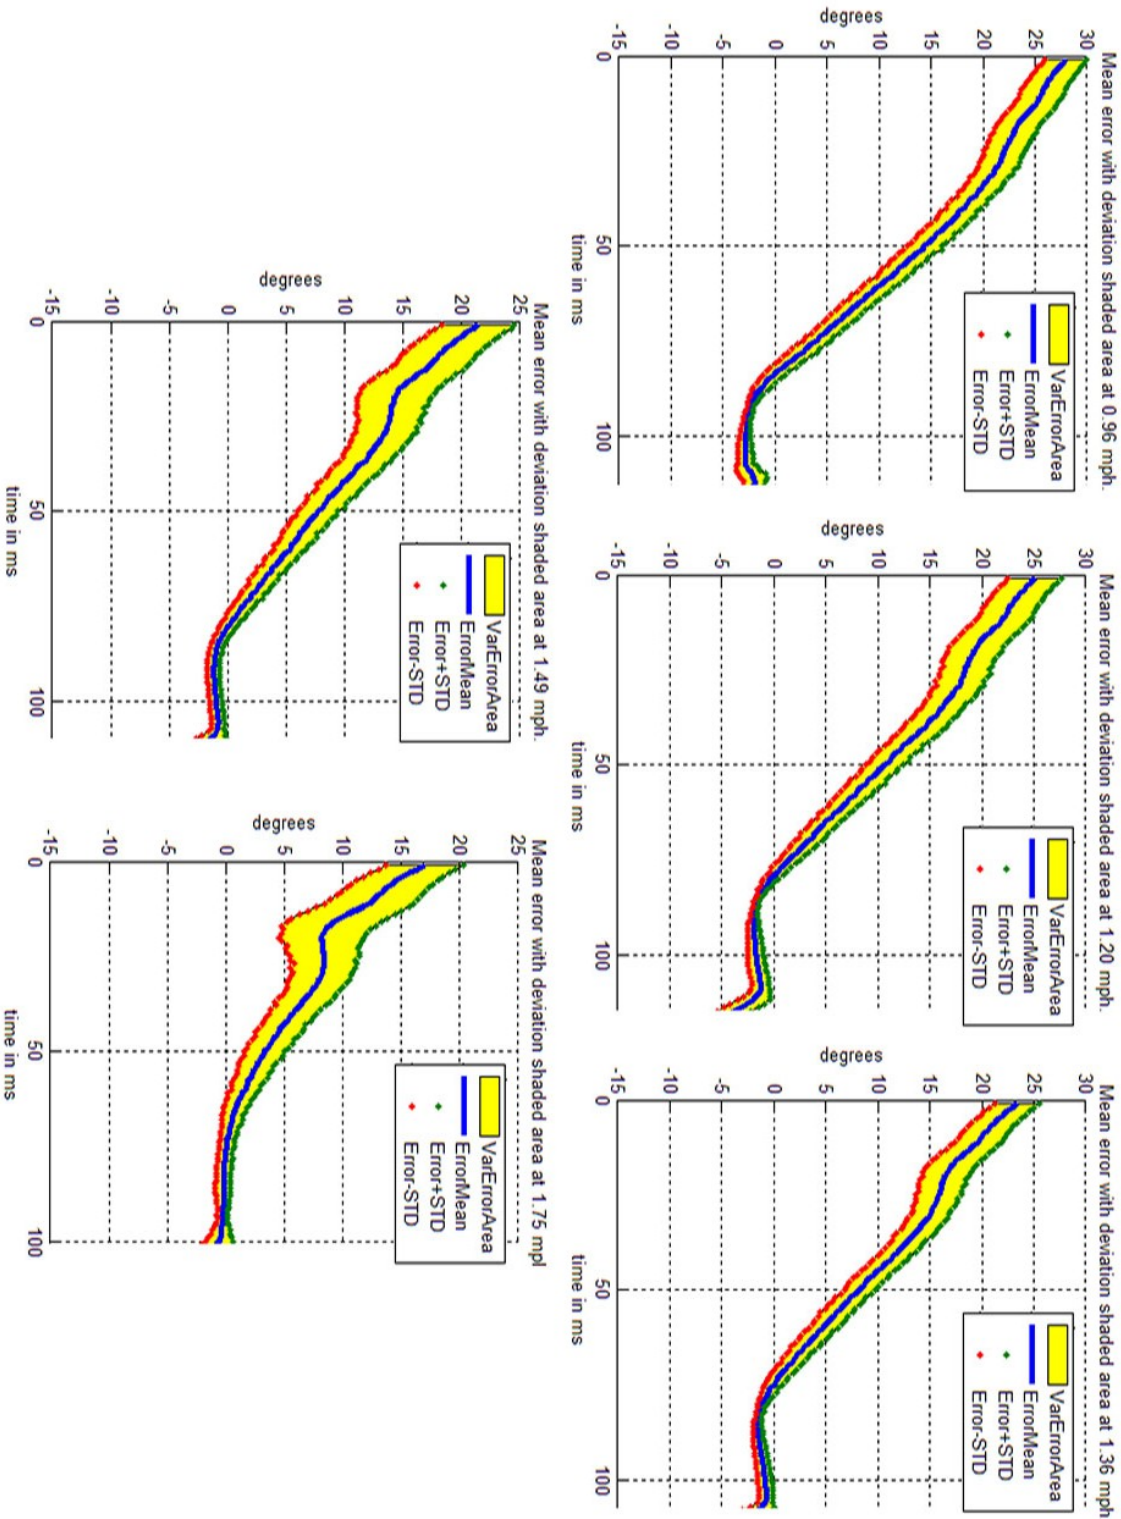 Mean error with deviation shaded area at 0.96 mph.
30
25
20
15
10
5
0
-5
-10
-15
degrees
0
50
100
time in ms
VarErrorArea
ErrorMean
Error+STD
Error-STD
Mean error with deviation shaded area at 1.20 mph.
30
25
20
15
10
5
0
-5
-10
-15
degrees
0
50
100
time in ms
VarErrorArea
ErrorMean
Error+STD
Error-STD
Mean error with deviation shaded area at 1.36 mph
30
25
20
15
10
5
0
-5
-10
-15
degrees
0
50
100
time in ms
VarErrorArea
ErrorMean
Error+STD
Error-STD
Mean error with deviation shaded area at 1.49 mph.
25
20
15
10
5
0
-5
-10
-15
degrees
0
50
100
time in ms
VarErrorArea
ErrorMean
Error+STD
Error-STD
Mean error with deviation shaded area at 1.75 mpl
25
20
15
10
5
0
-5
-10
-15
degrees
0
50
100
time in ms
VarErrorArea
ErrorMean
Error+STD
Error-STD